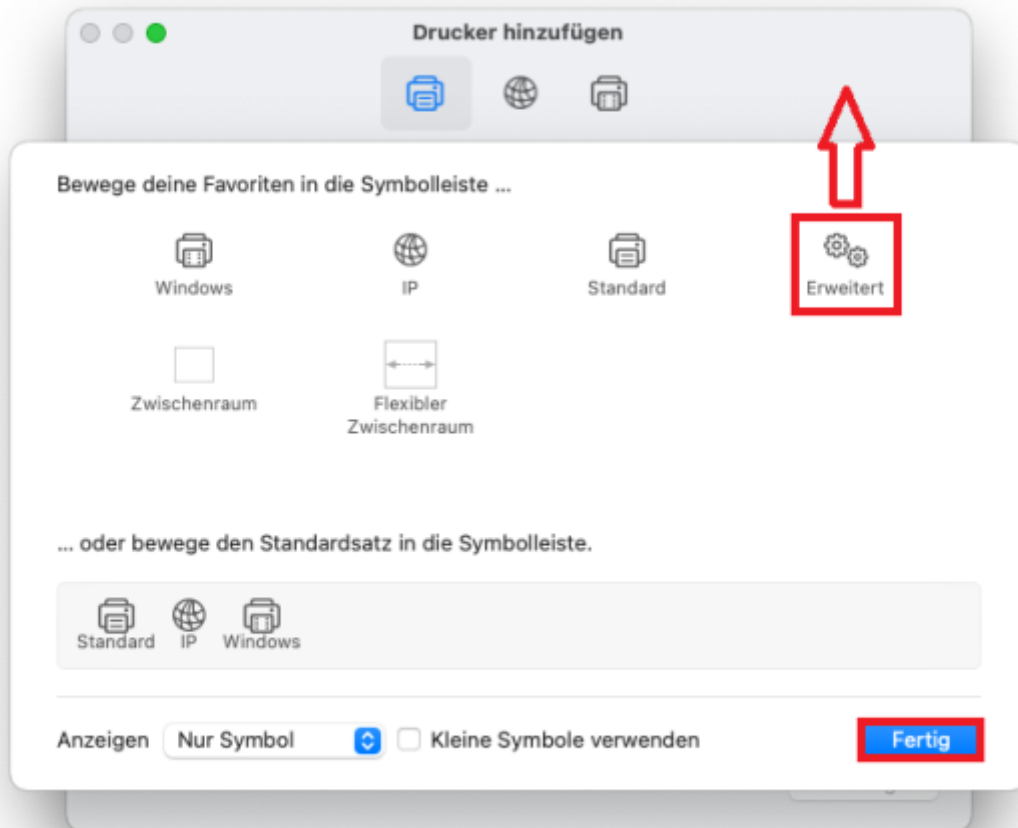 Drucker hinzufügen
Bewege deine Favoriten in die Symbolleiste ...
Windows
IP
Standard
Erweitert
Zwischenraum
Flexibler
Zwischenraum
... oder bewege den Standardsatz in die Symbolleiste.
Standard IP Windows
Anzeigen Nur Symbol Kleine Symbole verwenden Fertig